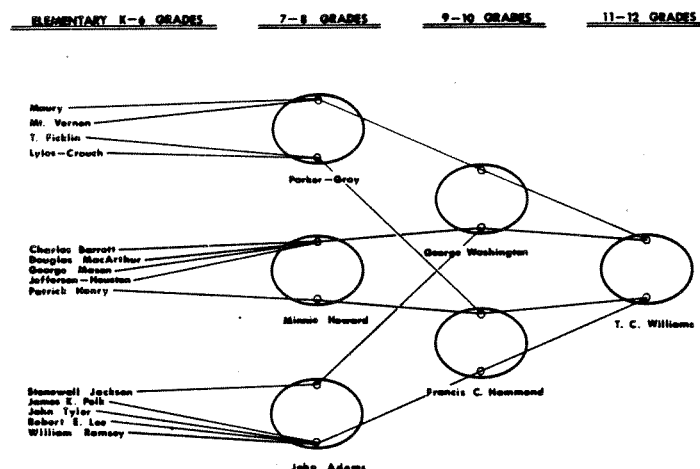 ELEMENTARY K-6 GRADES
7-8 GRADES
9-10 GRADES
11-12 GRADES
Maury
Mt. Vernon
T. Ficklin
Lyles-Crouch
Parker-Gray
Charles Barrett
Douglas MacArthur
George Mason
Jefferson-Houston
Patrick Henry
George Washington
Minnie Howard
T. C. Williams
Stonewall Jackson
James K. Polk
John Tyler
Robert E. Lee
William Ramsey
Francis C. Hammond
John Adams